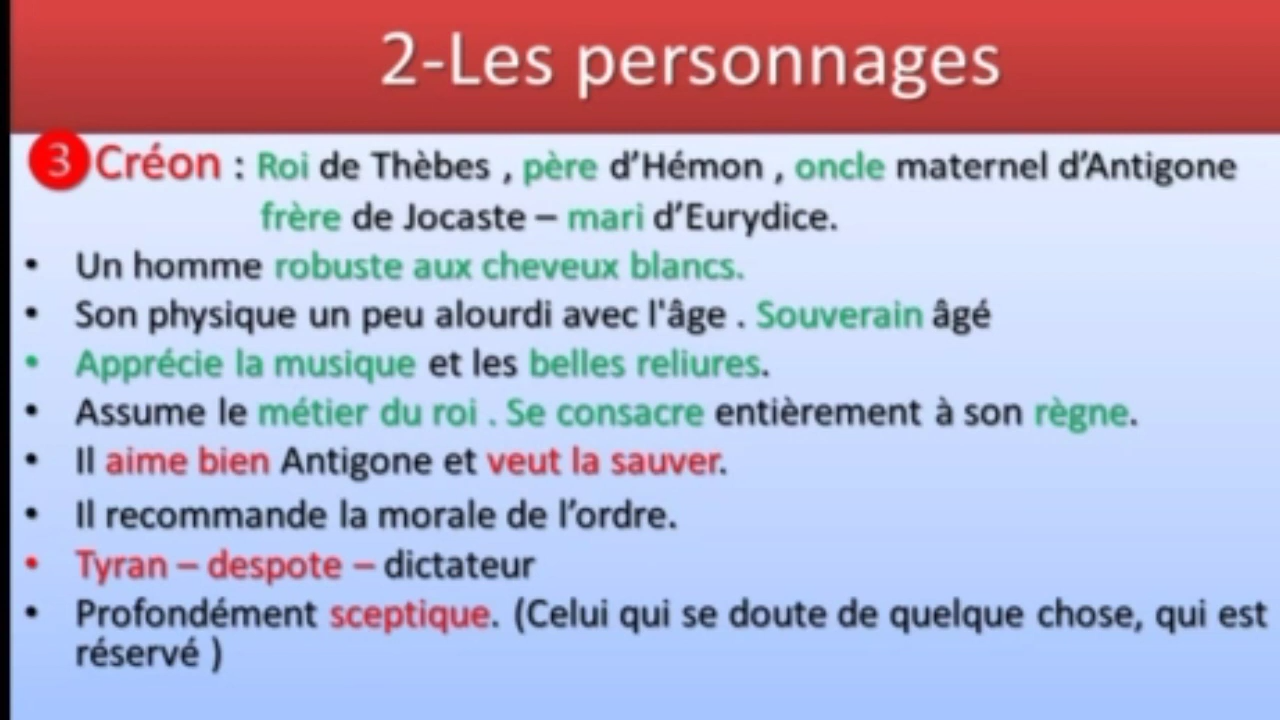 2-Les personnages
3 Créon : Roi de Thèbes , père d’Hémon , oncle maternel d’Antigone
frère de Jocaste – mari d’Eurydice.
• Un homme robuste aux cheveux blancs.
• Son physique un peu alourdi avec l'âge . Souverain âgé
• Apprécie la musique et les belles reliures.
• Assume le métier du roi . Se consacre entièrement à son règne.
• Il aime bien Antigone et veut la sauver.
• Il recommande la morale de l’ordre.
• Tyran – despote – dictateur
• Profondément sceptique. (Celui qui se doute de quelque chose, qui est
réservé )